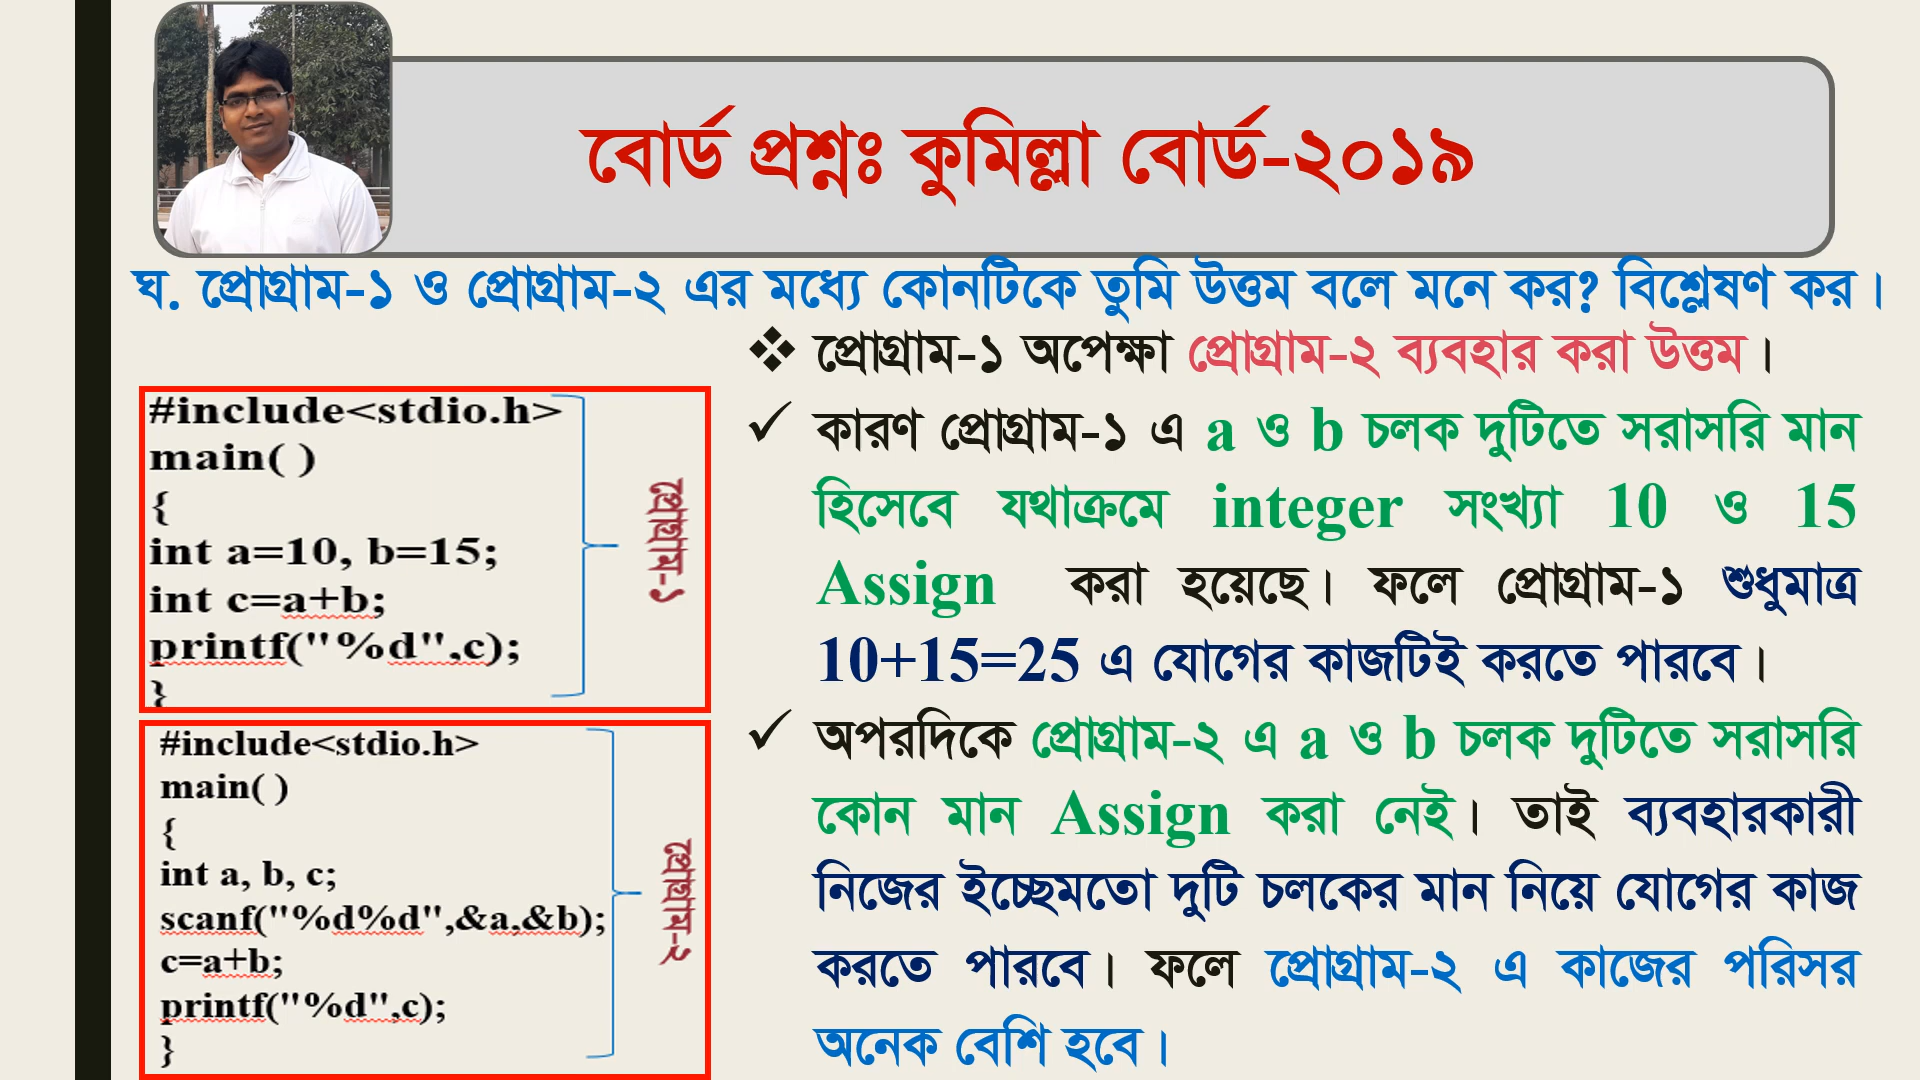 বোর্ড প্রশ্নঃ কুমিল্লা বোর্ড-২০১৯
ঘ. প্রোগ্রাম-১ ও প্রোগ্রাম-২ এর মধ্যে কোনটিকে তুমি উত্তম বলে মনে কর? বিশ্লেষণ কর।
#include<stdio.h>
main( )
{
int a=10, b=15;
int c=a+b;
printf("%d",c);
}
প্রোগ্রাম-১
#include<stdio.h>
main( )
{
int a, b, c;
scanf("%d%d",&a,&b);
c=a+b;
printf("%d",c);
}
প্রোগ্রাম-২
❖ প্রোগ্রাম-১ অপেক্ষা প্রোগ্রাম-২ ব্যবহার করা উত্তম।
✓ কারণ প্রোগ্রাম-১ এ a ও b চলক দুটিতে সরাসরি মান
হিসেবে যথাক্রমে integer সংখ্যা 10 ও 15
Assign করা হয়েছে। ফলে প্রোগ্রাম-১ শুধুমাত্র
10+15=25 এ যোগের কাজটিই করতে পারবে।
✓ অপরদিকে প্রোগ্রাম-২ এ a ও b চলক দুটিতে সরাসরি
কোন মান Assign করা নেই। তাই ব্যবহারকারী
নিজের ইচ্ছেমতো দুটি চলকের মান নিয়ে যোগের কাজ
করতে পারবে। ফলে প্রোগ্রাম-২ এ কাজের পরিসর
অনেক বেশি হবে।